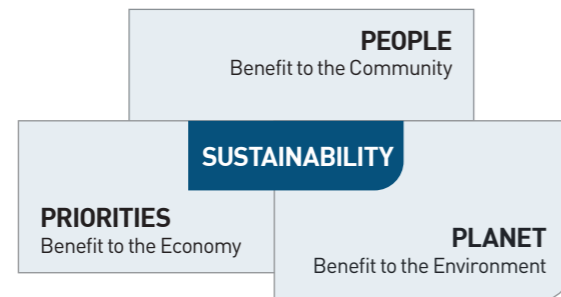 PEOPLE
Benefit to the Community
SUSTAINABILITY
PRIORITIES
Benefit to the Economy
PLANET
Benefit to the Environment